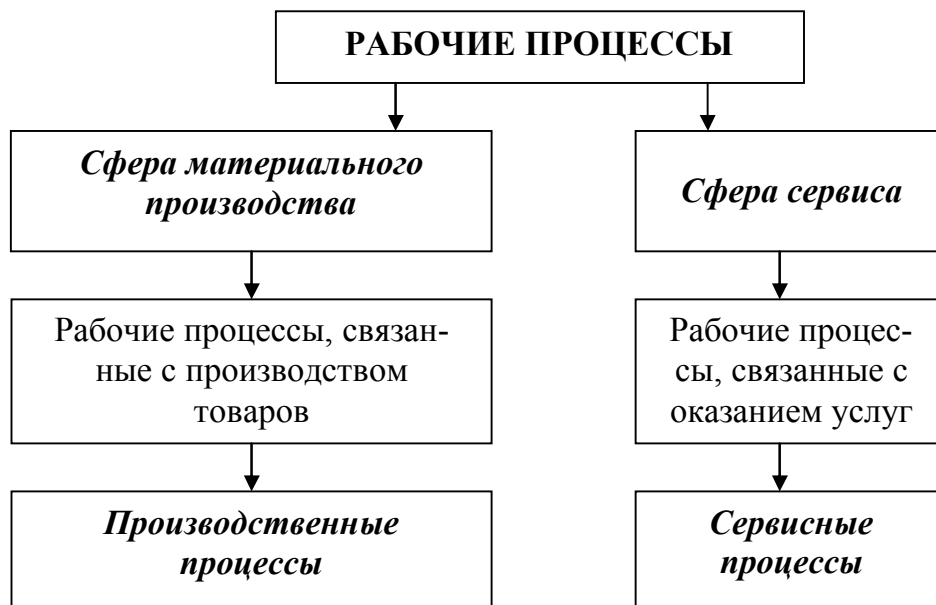 РАБОЧИЕ ПРОЦЕССЫ
Сфера материального
производства
Сфера сервиса
Рабочие процессы, связан-
ные с производством
товаров
Рабочие процес-
сы, связанные с
оказанием услуг
Производственные
процессы
Сервисные
процессы